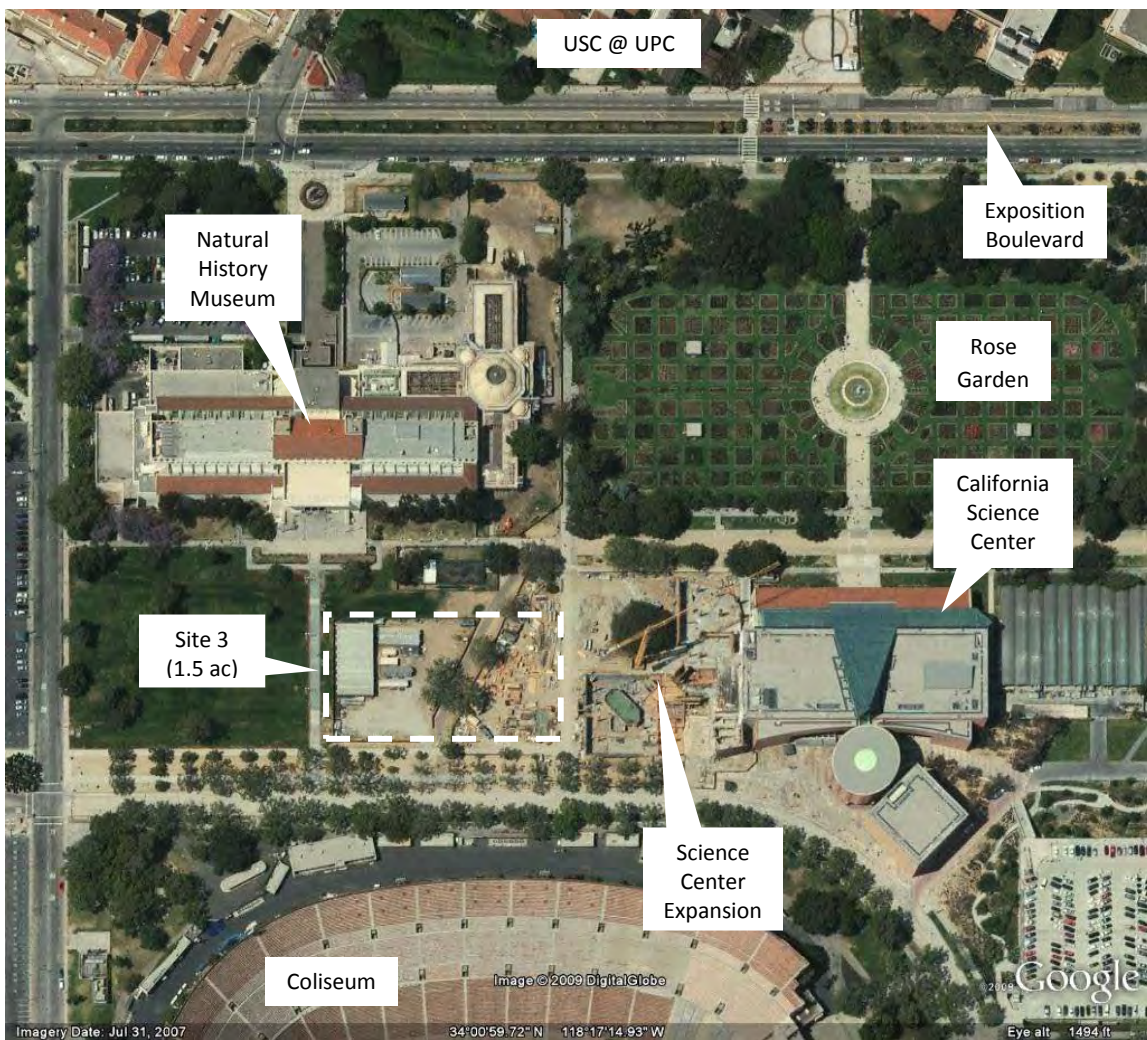 USC @ UPC
Exposition
Boulevard
Natural
History
Museum
Rose
Garden
California
Science
Center
Site 3
(1.5 ac)
Science
Center
Expansion
Coliseum
Image © 2009 DigitalGlobe
©2009 Google
Imagery Date: Jul 31, 2007
34°00'59.72" N 118°17'14.93" W
Eye alt 1494 ft